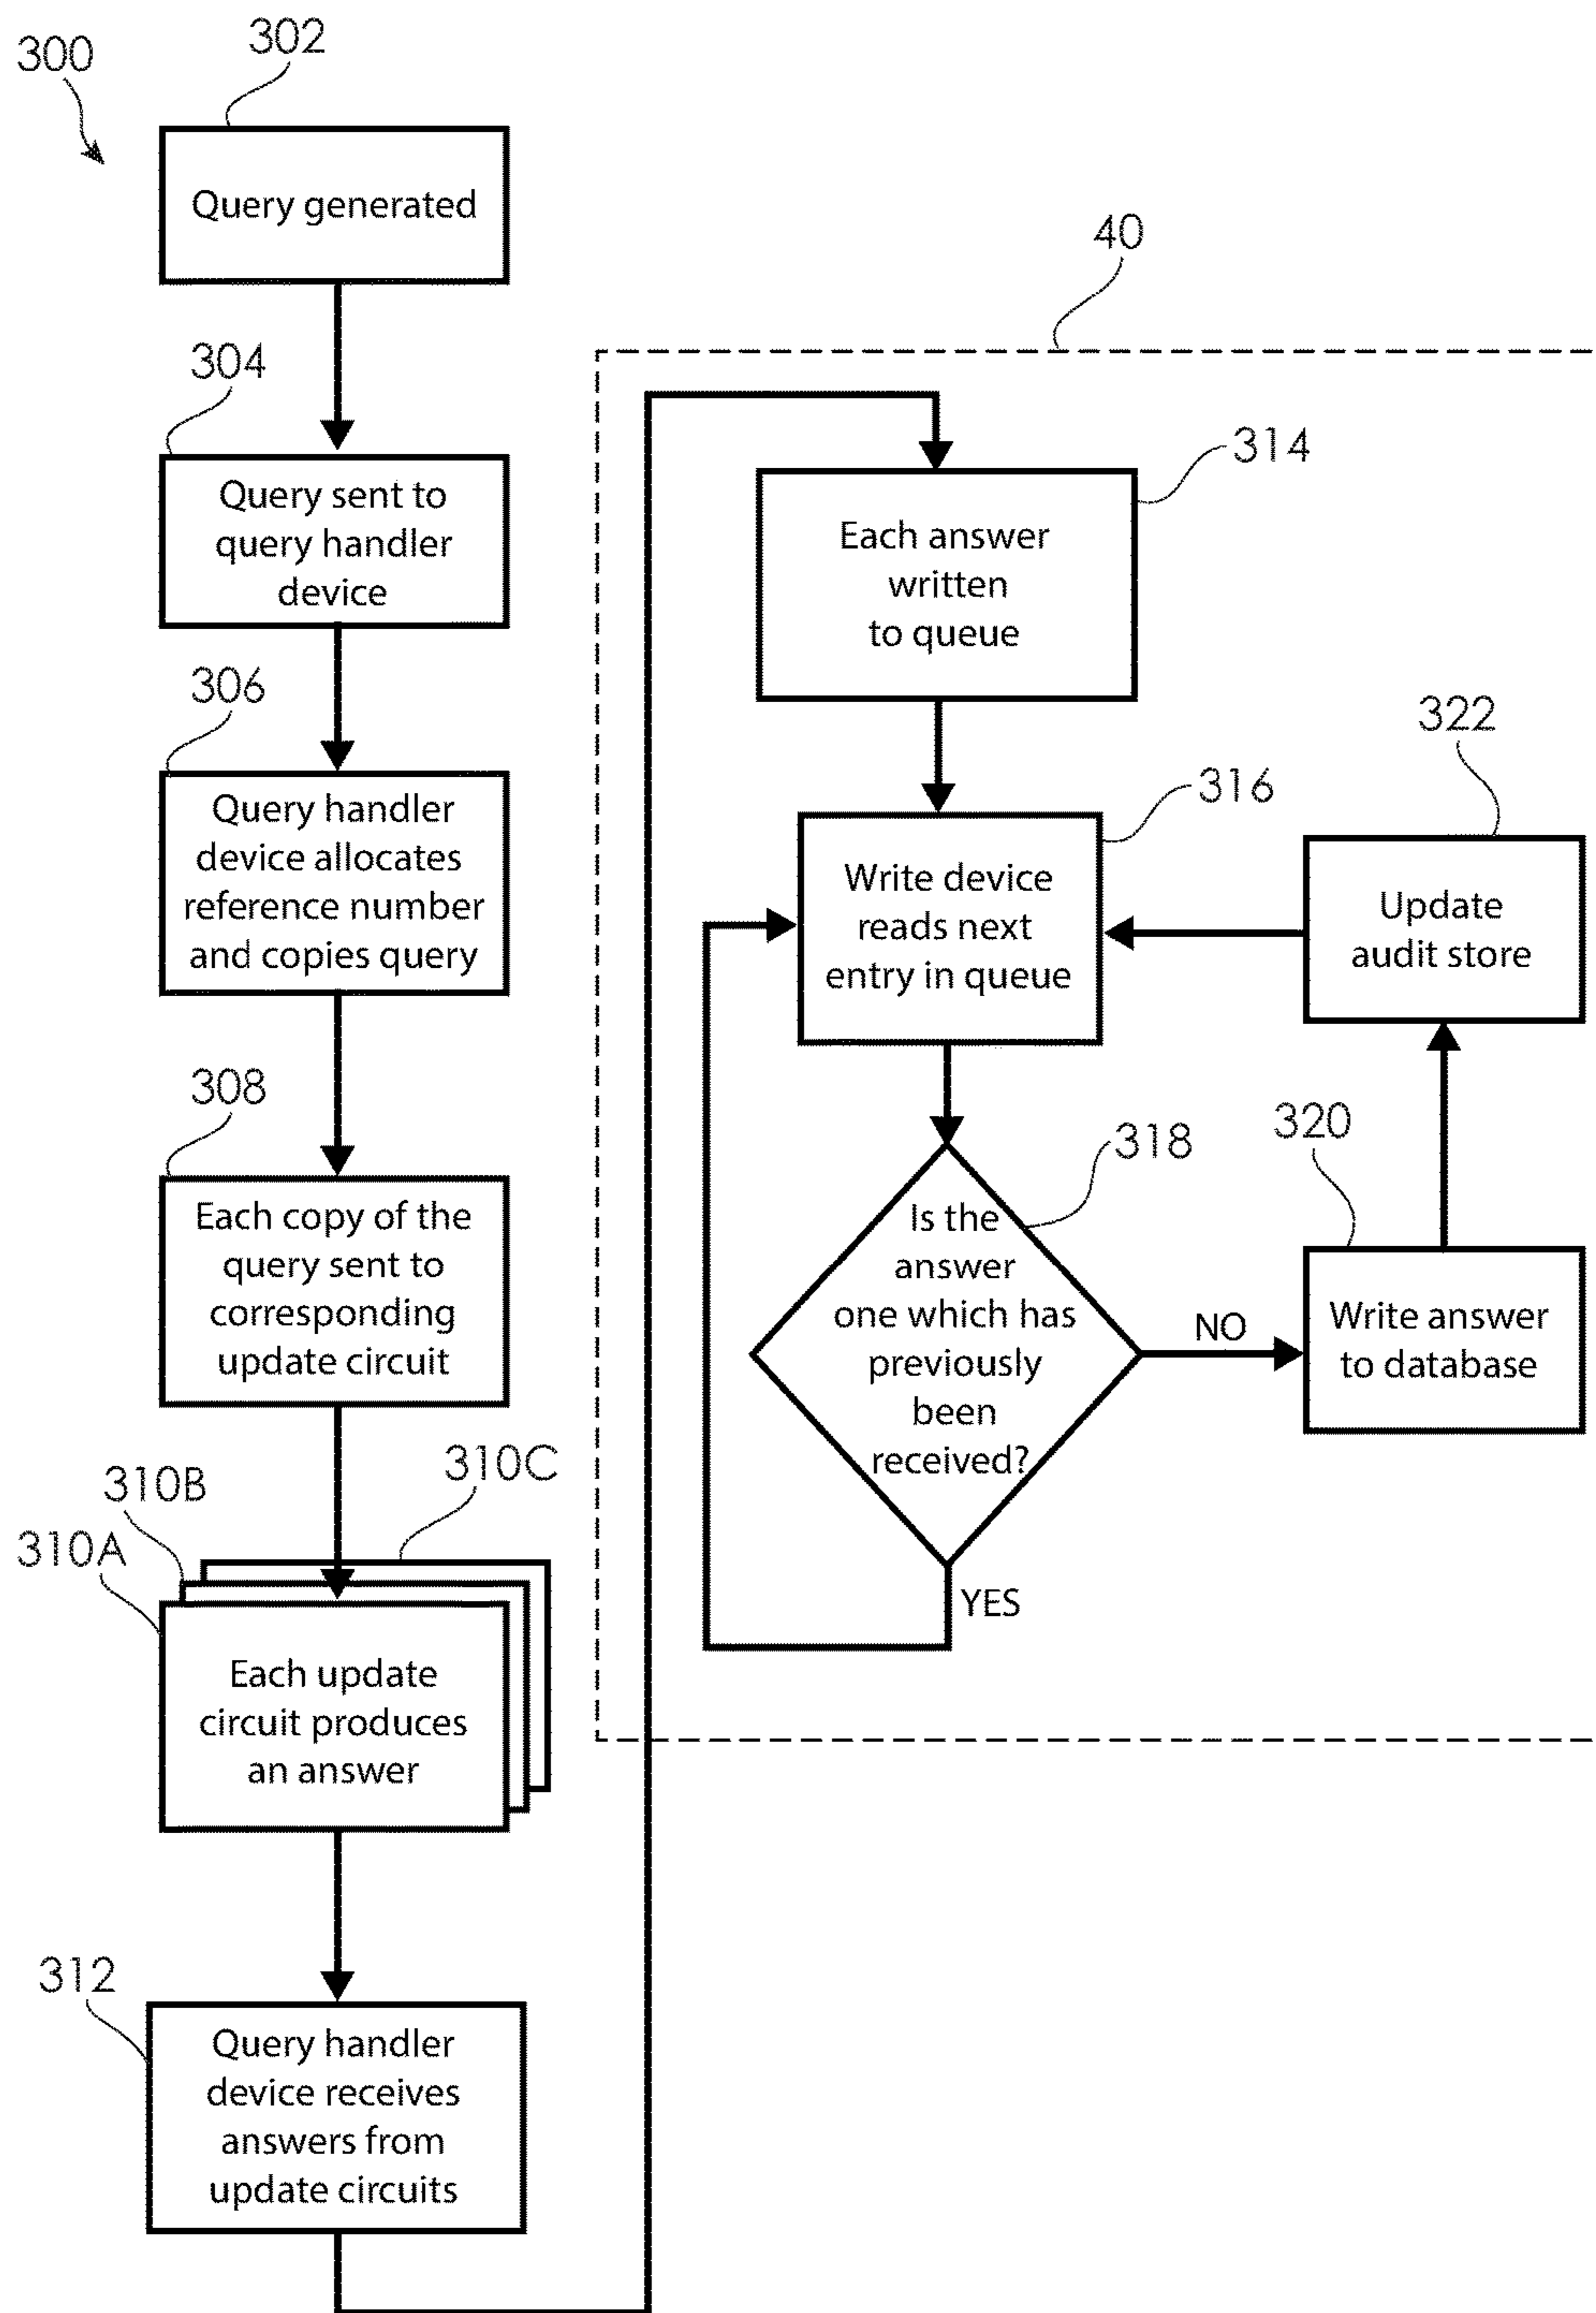 300
302
Query generated
304
Query sent to
query handler
device
306
Query handler
device allocates
reference number
and copies query
308
Each copy of the
query sent to
corresponding
update circuit
310A
310B
310C
Each update
circuit produces
an answer
312
Query handler
device receives
answers from
update circuits
40
314
Each answer
written
to queue
316
Write device
reads next
entry in queue
318
Is the
answer
one which has
previously
been
received?
YES
NO
320
Write answer
to database
322
Update
audit store